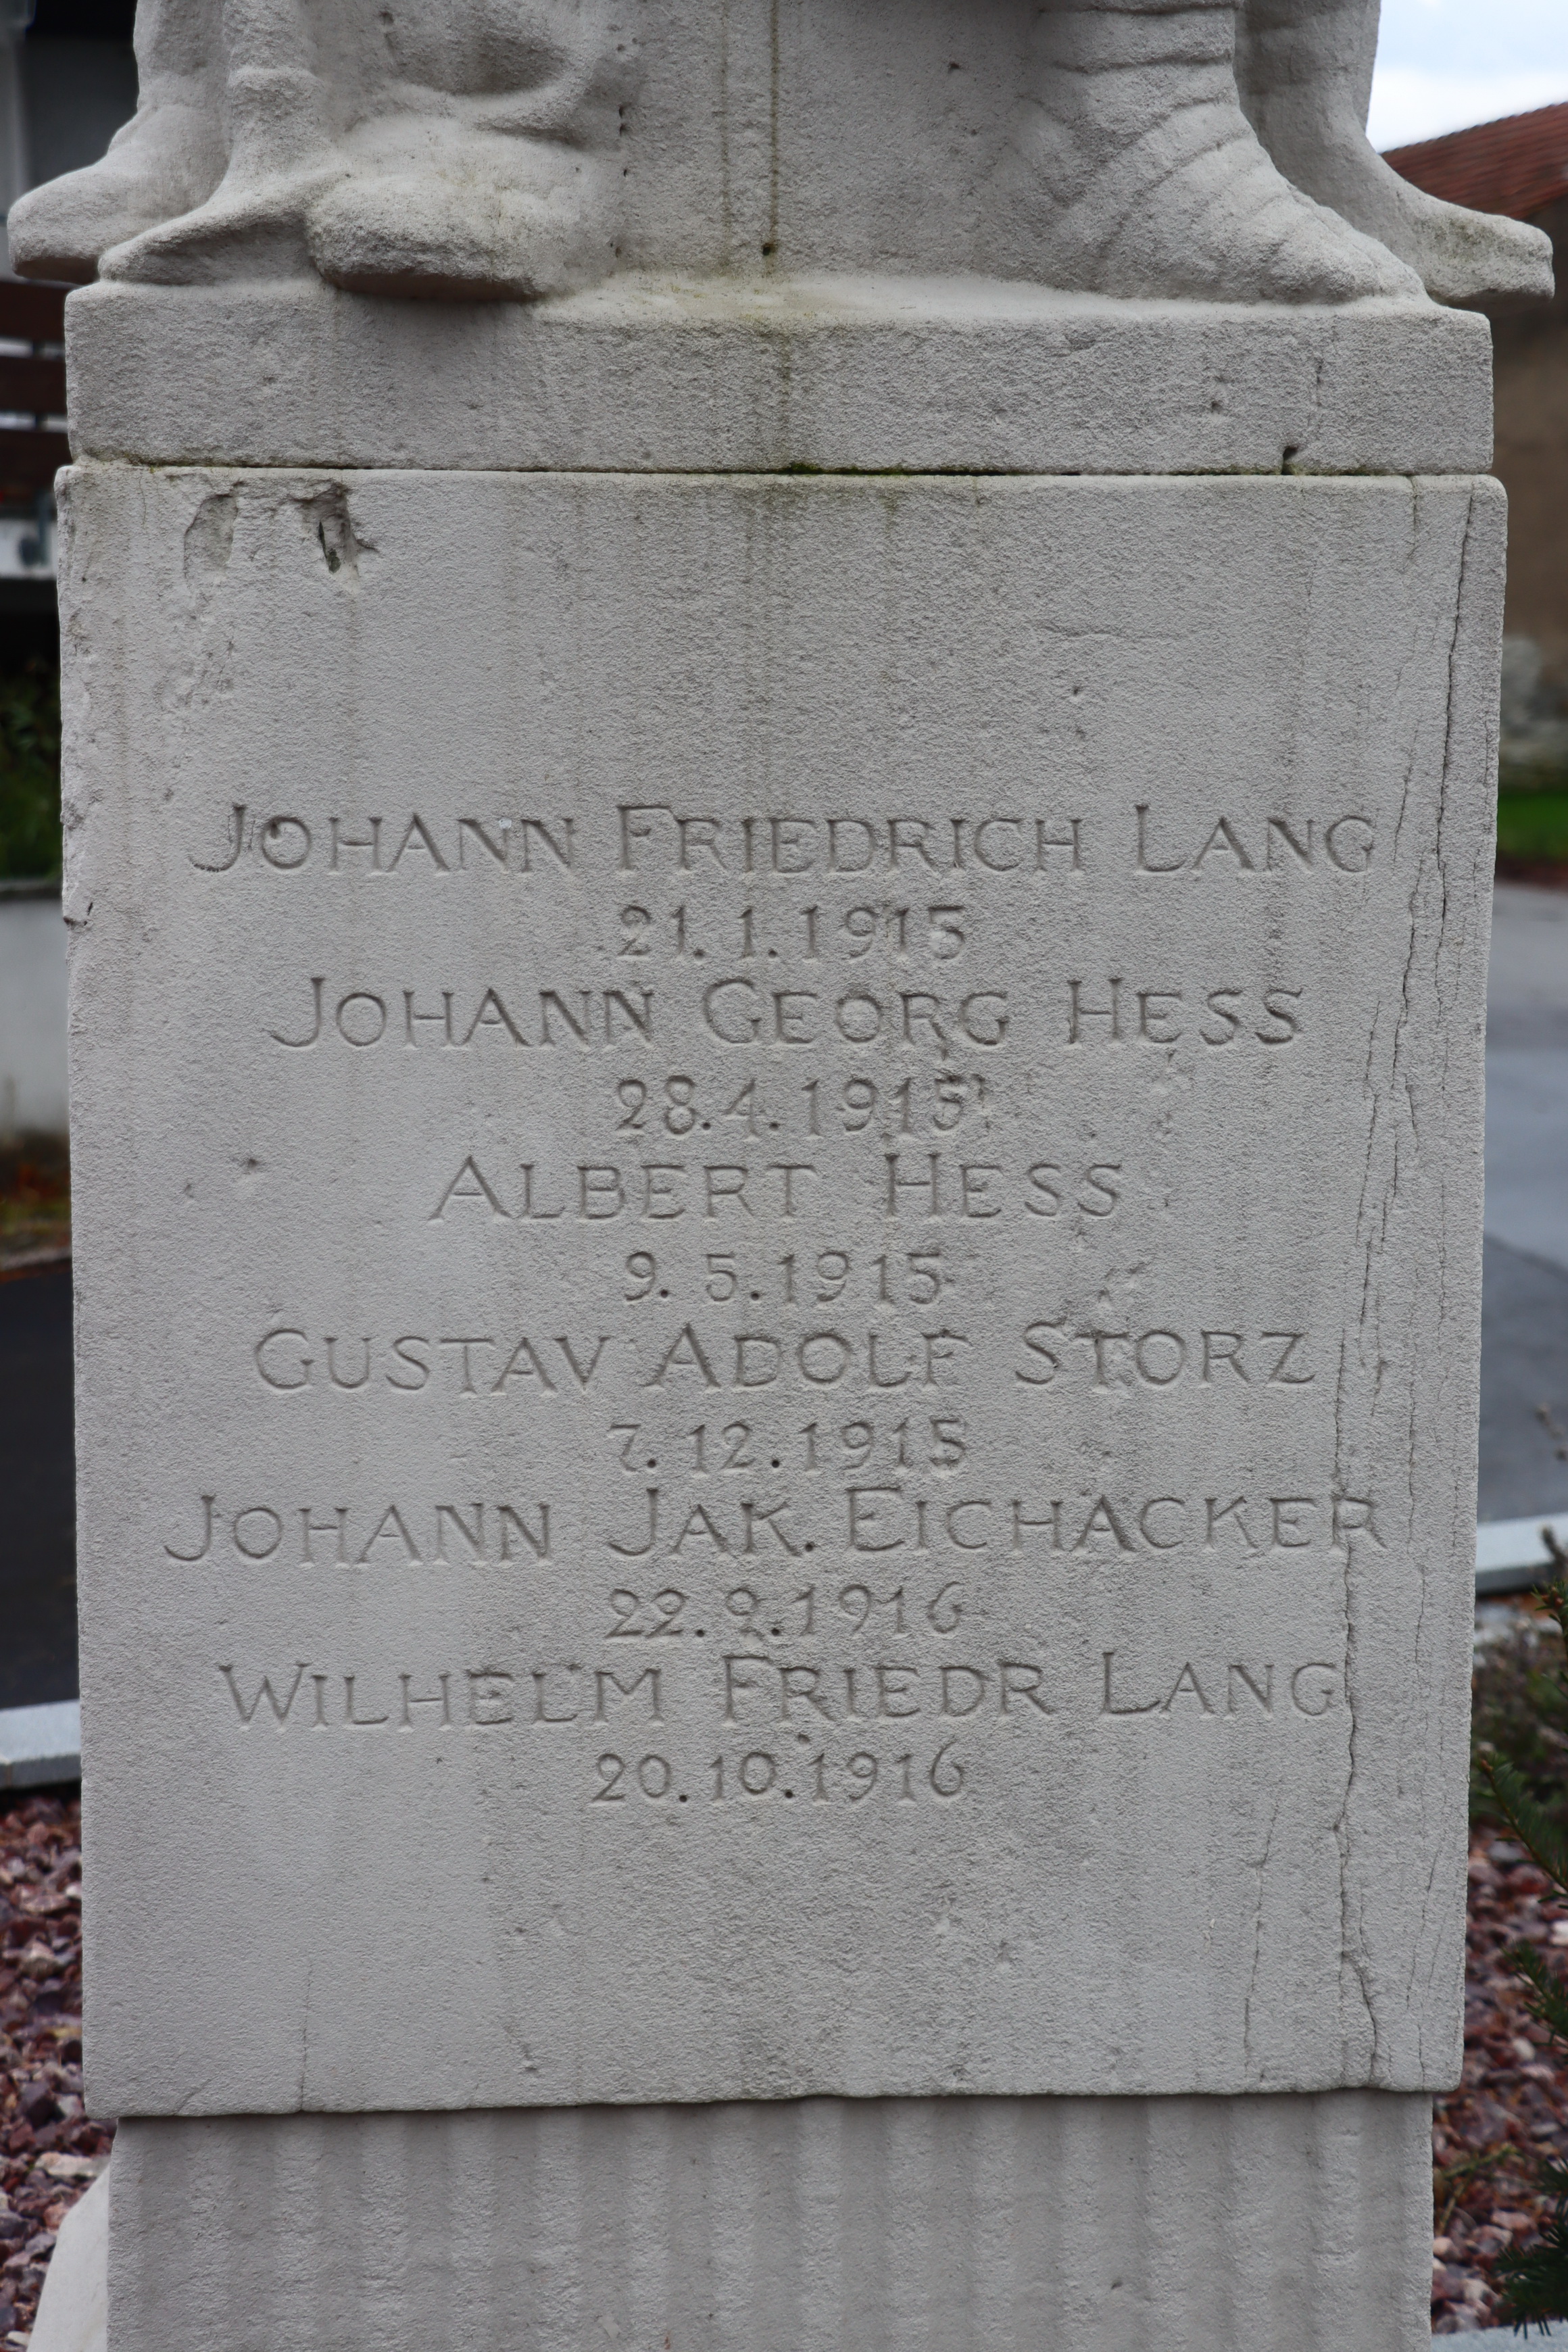 JOHANN FRIEDRICH LANG
21.1.1915
JOHANN GEORG HESS
28.4.1915
ALBERT HESS
9.5.1915
GUSTAV ADOLF STORZ
7.12.1915
JOHANN JAK. EICHACKER
22.2.1916
WILHELM FRIEDR LANG
20.10.1916